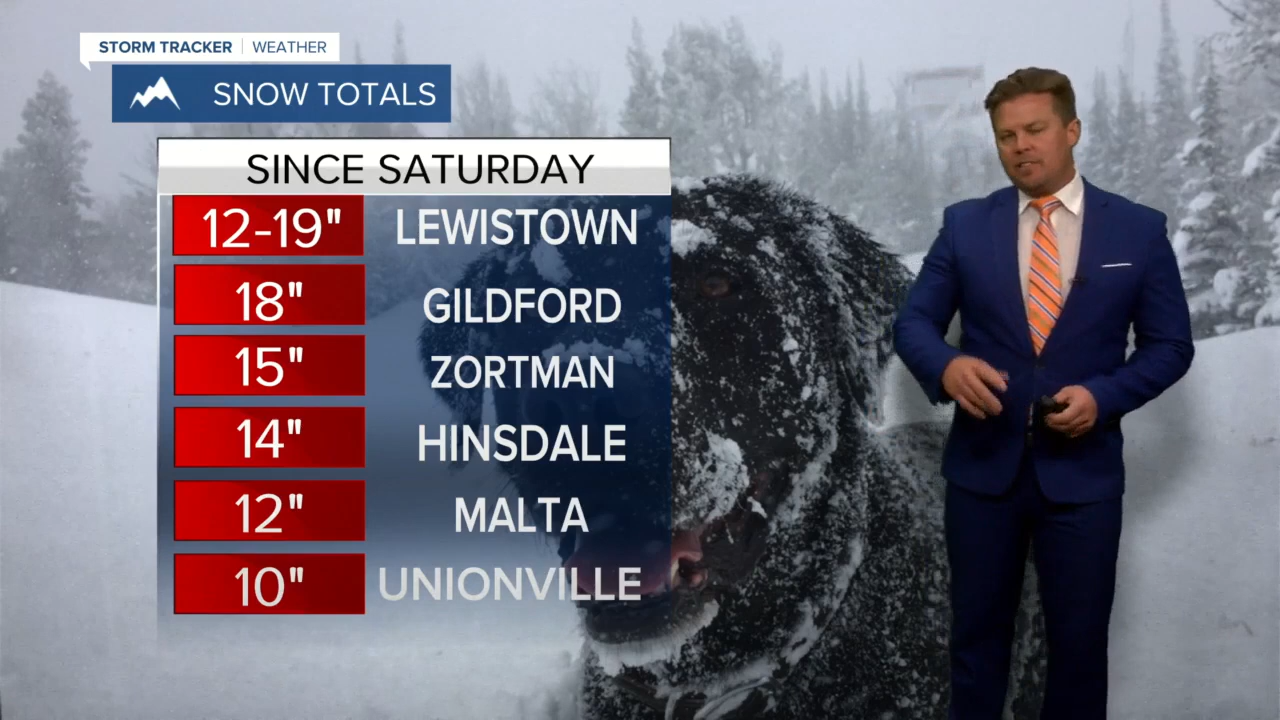 STORM TRACKER | WEATHER
SNOW TOTALS
SINCE SATURDAY
12-19" LEWISTOWN
18" GILDFORD
15" ZORTMAN
14" HINSDALE
12" MALTA
10" UNIONVILLE